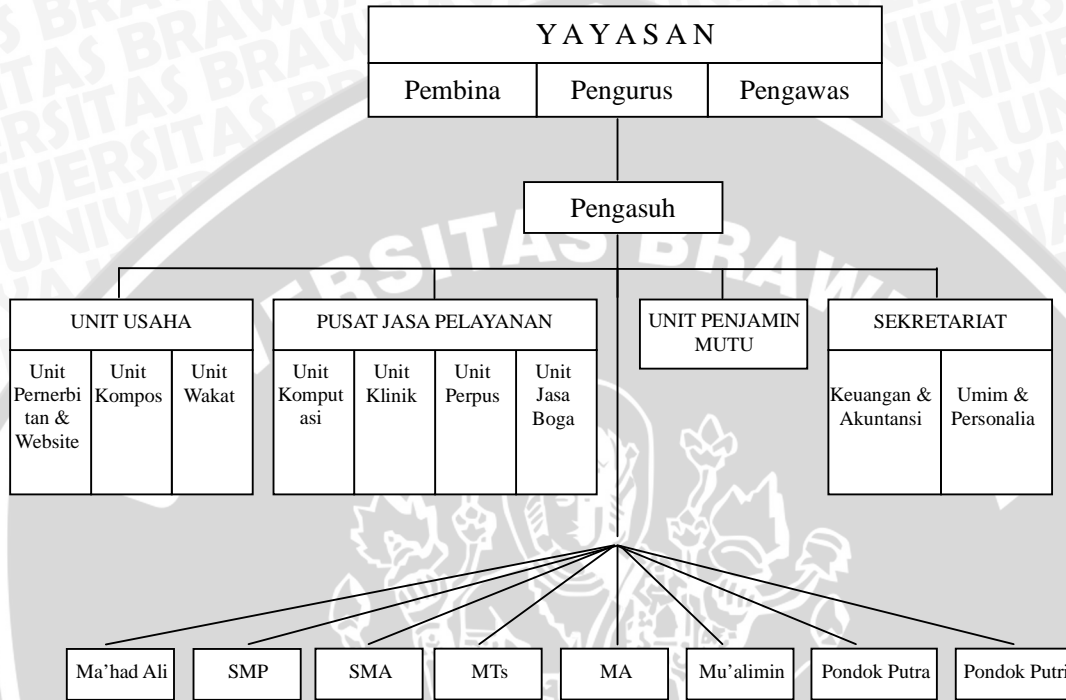 YAYASAN
Pembina Pengurus Pengawas
Pengasuh
UNIT USAHA
Unit
Pernerbi
tan &
Website
Unit
Kompos
Unit
Wakat
PUSAT JASA PELAYANAN
Unit
Komput
asi
Unit
Klinik
Unit
Perpus
Unit
Jasa
Boga
UNIT PENJAMIN
MUTU
SEKRETARIAT
Keuangan &
Akuntansi
Umim &
Personalia
Ma’had Ali SMP SMA MTs MA Mu’alimin Pondok Putra Pondok Putri